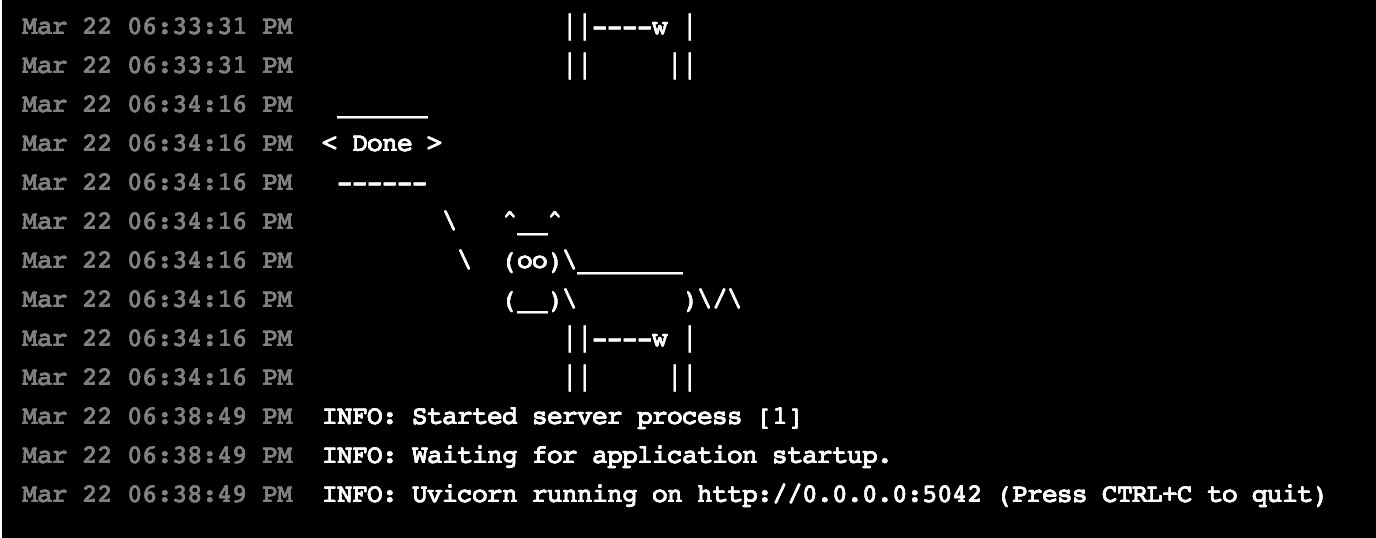 Mar 22 06:33:31 PM                  ||----w |
Mar 22 06:33:31 PM                  ||     ||
Mar 22 06:34:16 PM   ______
Mar 22 06:34:16 PM  < Done >
Mar 22 06:34:16 PM   ------
Mar 22 06:34:16 PM          \   ^__^
Mar 22 06:34:16 PM           \  (oo)\_______
Mar 22 06:34:16 PM              (__)\       )\/\
Mar 22 06:34:16 PM                  ||----w |
Mar 22 06:34:16 PM                  ||     ||
Mar 22 06:38:49 PM  INFO: Started server process [1]
Mar 22 06:38:49 PM  INFO: Waiting for application startup.
Mar 22 06:38:49 PM  INFO: Uvicorn running on http://0.0.0.0:5042 (Press CTRL+C to quit)